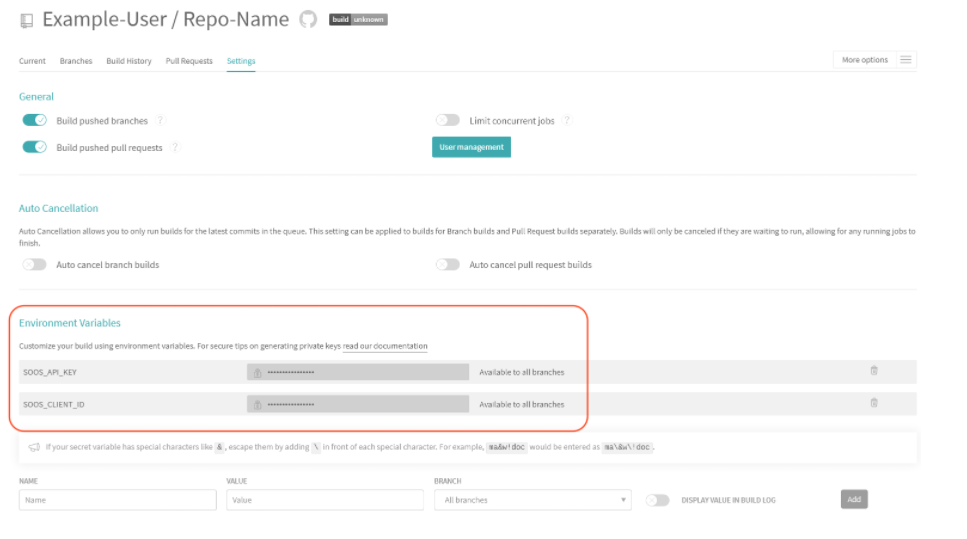 Example-User / Repo-Name build unknown
Current Branches Build History Pull Requests Settings More options
General
Build pushed branches ? Limit concurrent jobs ?
Build pushed pull requests ? User management
Auto Cancellation
Auto Cancellation allows you to only run builds for the latest commits in the queue. This setting can be applied to builds for Branch builds and Pull Request builds separately. Builds will only be canceled if they are waiting to run, allowing for any running jobs to
finish.
Auto cancel branch builds Auto cancel pull request builds
Environment Variables
Customize your build using environment variables. For secure tips on generating private keys read our documentation
SOOS_API_KEY •••••••••••••••• Available to all branches
SOOS_CLIENT_ID •••••••••••••••• Available to all branches
If your secret variable has special characters like &, escape them by adding \ in front of each special character. For example, ma&w!doc would be entered as ma\&w\!doc.
NAME VALUE BRANCH
Name Value All branches DISPLAY VALUE IN BUILD LOG Add